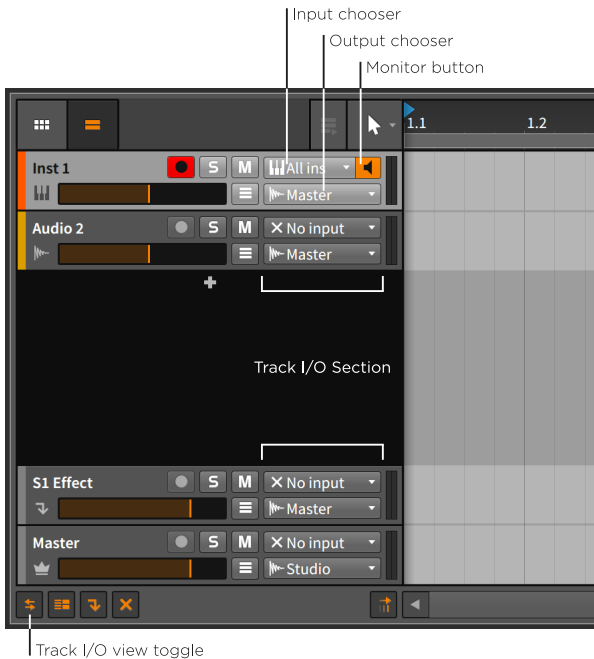 Input chooser
Output chooser
Monitor button
1.1 1.2
Inst 1 S M All ins
Master
Audio 2 S M No input
Master
Track I/O Section
S1 Effect S M No input
Master
Master S M No input
Studio
Track I/O view toggle